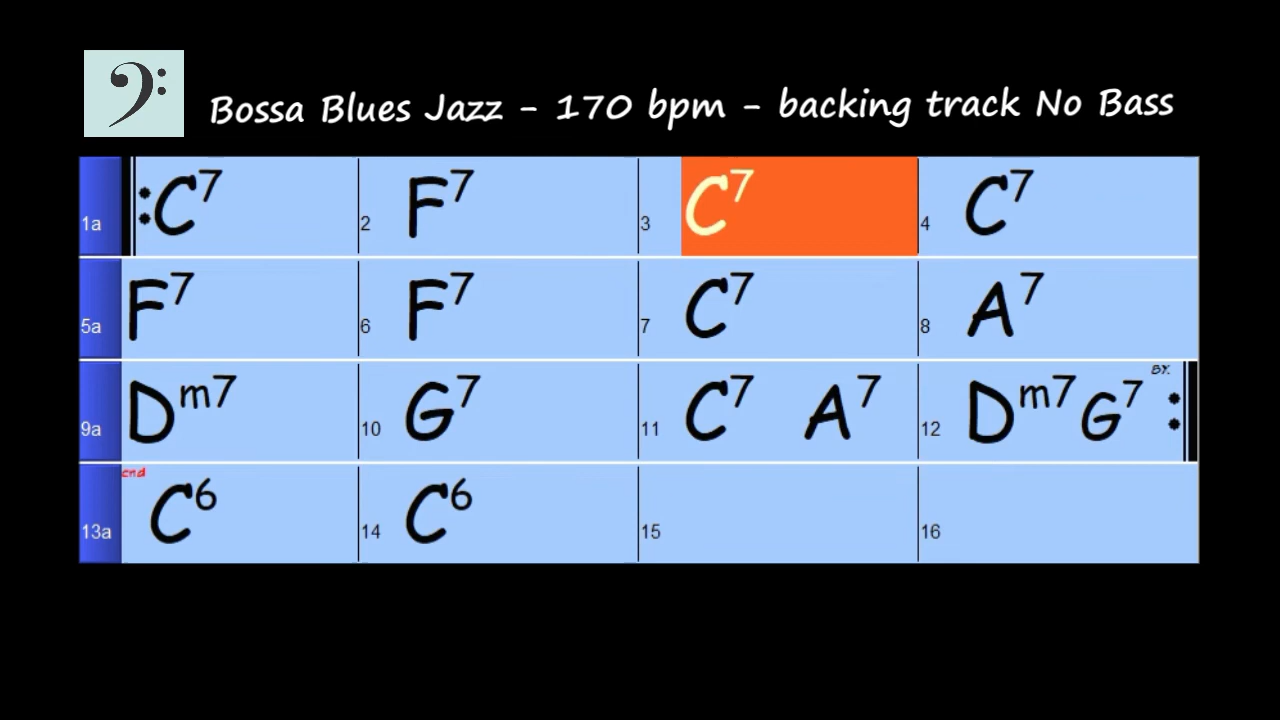 Bossa Blues Jazz - 170 bpm - backing track No Bass
1a C7 2 F7 3 C7 4 C7
5a F7 6 F7 7 C7 8 A7
9a Dm7 10 G7 11 C7 A7 12 Dm7 G7
end
13a C6 14 C6 15 16